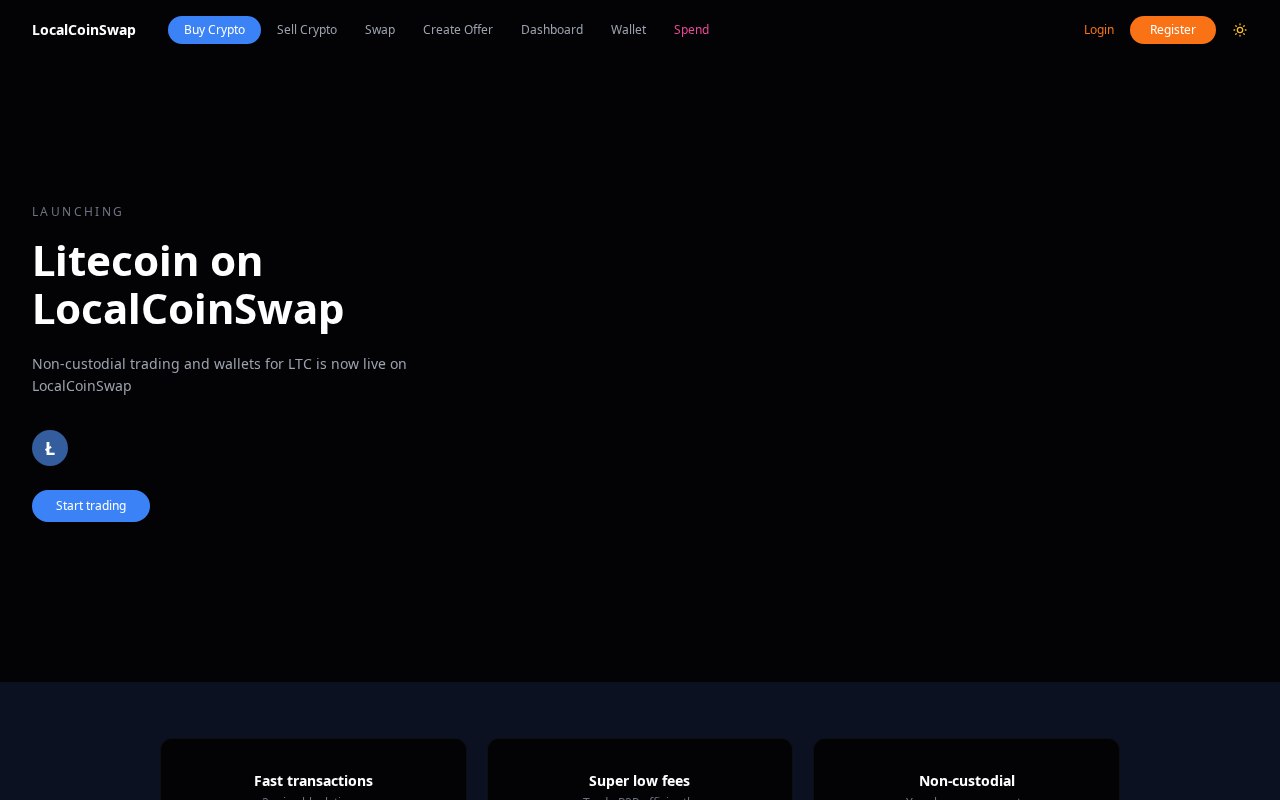 LocalCoinSwap
Buy Crypto
Sell Crypto
Swap
Create Offer
Dashboard
Wallet
Spend
Login
Register
LAUNCHING
Litecoin on
LocalCoinSwap
Non-custodial trading and wallets for LTC is now live on
LocalCoinSwap
Ł
Start trading
Fast transactions
Super low fees
Non-custodial